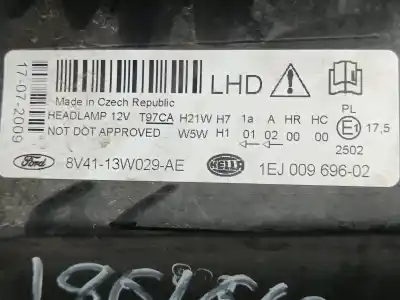 17-07-2009
LHD
Made in Czech Republic
HEADLAMP 12V T97CA H21W H7 1a A HR HC PL
NOT DOT APPROVED W5W H1 01 02 00 00 E1 17,5
2502
Ford 8V41-13W029-AE HELLA 1EJ 009 696-02